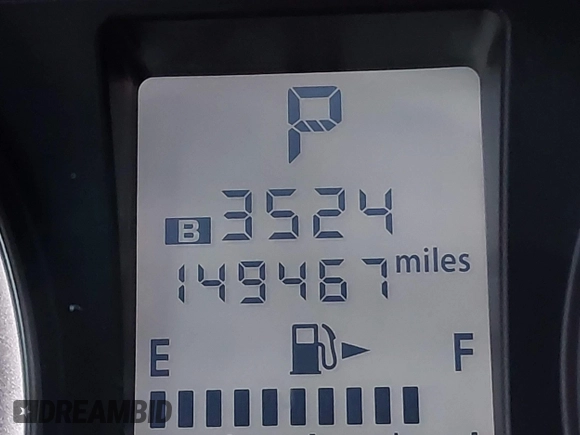 P
B 3524
149467 miles
E F
DREAMBID